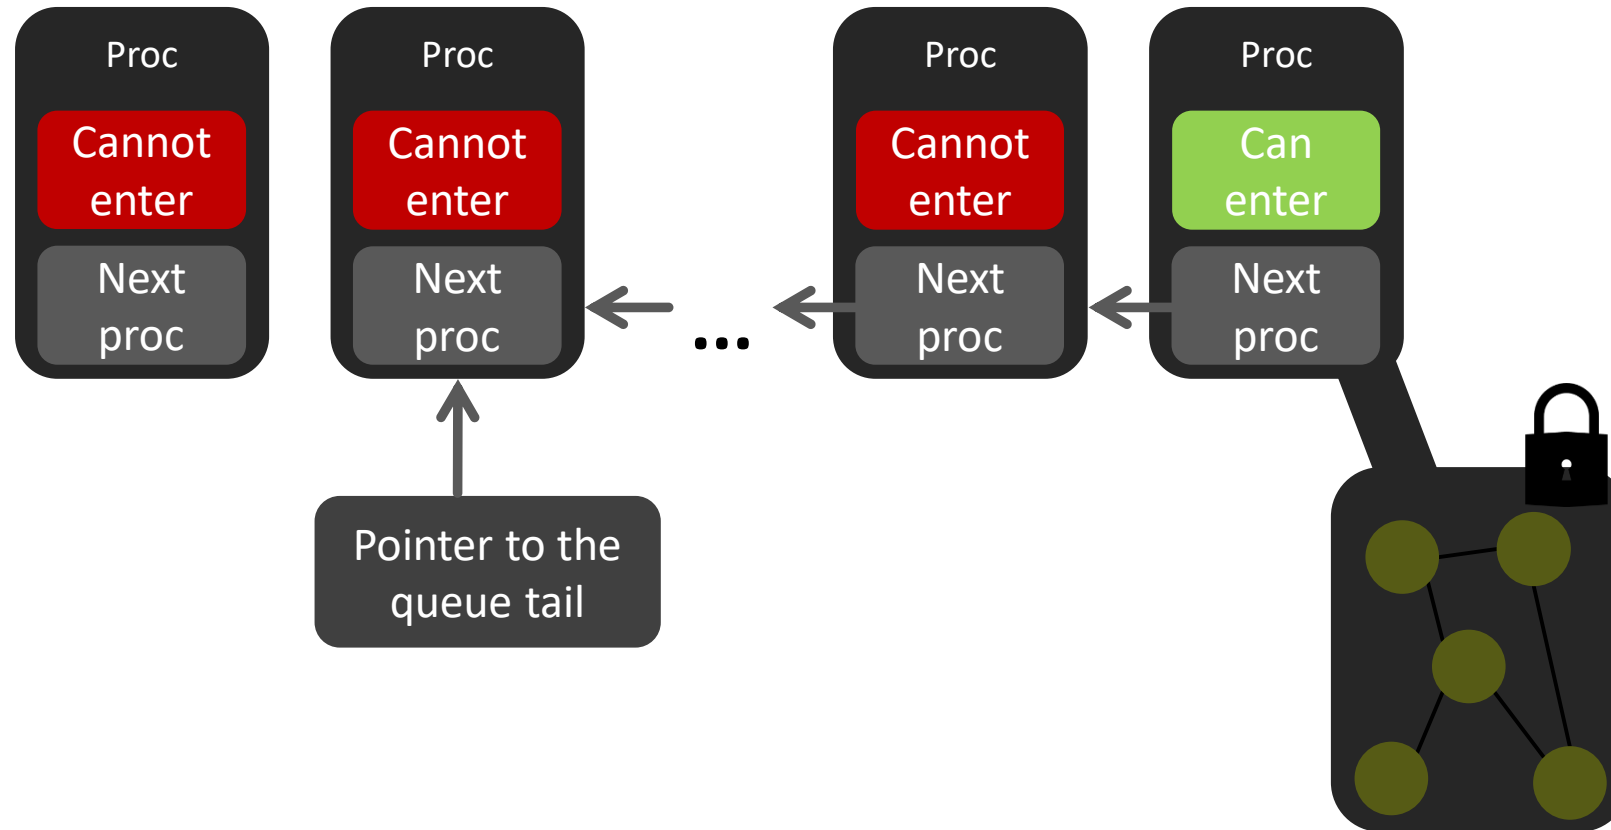 Proc
Cannot
enter
Next
proc
Proc
Cannot
enter
Next
proc
...
Proc
Cannot
enter
Next
proc
Proc
Can
enter
Next
proc
Pointer to the
queue tail